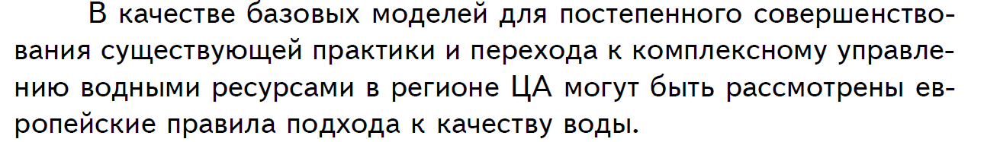 В качестве базовых моделей для постепенного совершенство-
вания существующей практики и перехода к комплексному управле-
нию водными ресурсами в регионе ЦА могут быть рассмотрены ев-
ропейские правила подхода к качеству воды.